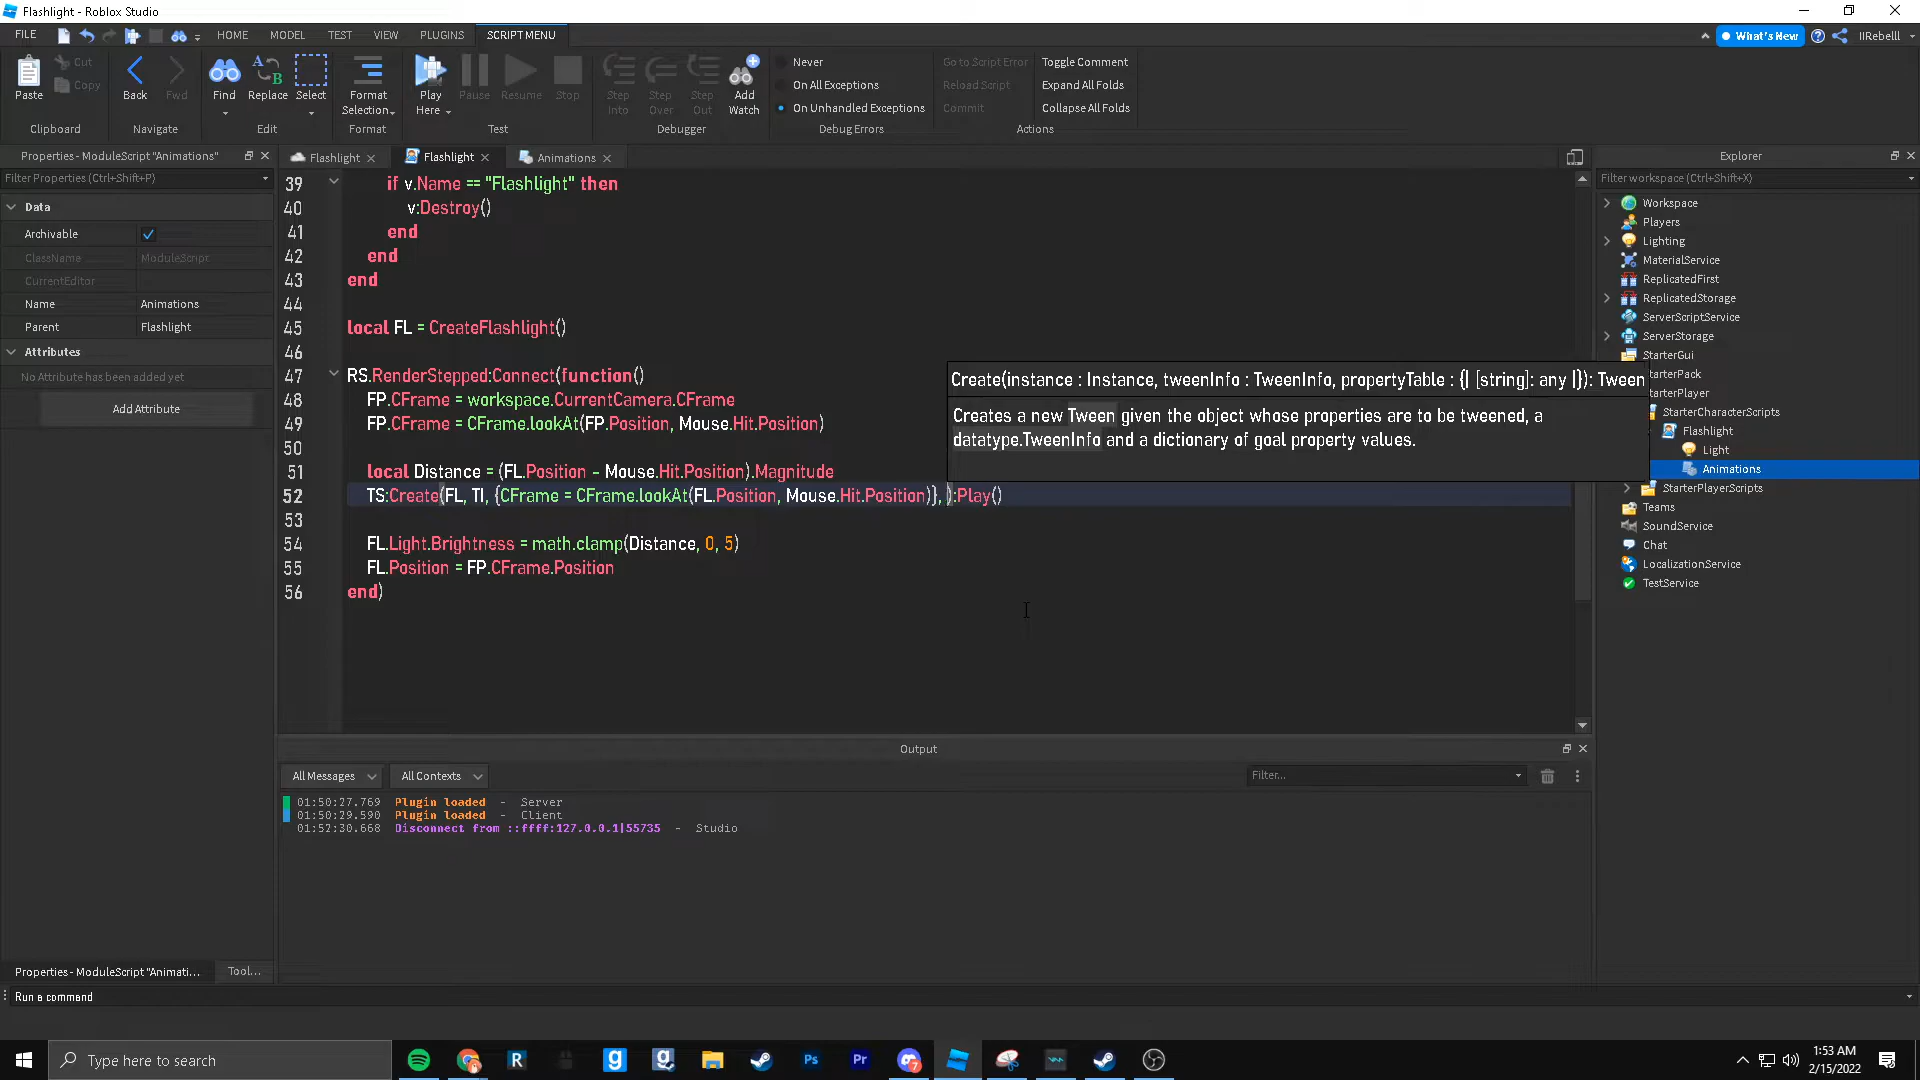 Flashlight - Roblox Studio
FILE HOME MODEL TEST VIEW PLUGINS SCRIPT MENU What's New IIRebelll
Paste Cut Copy Back Fwd Find Replace Select Format Selection Play Here Pause Resume Stop Step Into Step Over Step Out Add Watch
Never
On All Exceptions
On Unhandled Exceptions
Go to Script Error
Reload Script
Commit
Toggle Comment
Expand All Folds
Collapse All Folds
Clipboard Navigate Edit Format Test Debugger Debug Errors Actions
Properties - ModuleScript "Animations"
Filter Properties (Ctrl+Shift+P)
Data
Archivable
ClassName ModuleScript
CurrentEditor
Name Animations
Parent Flashlight
Attributes
No Attribute has been added yet
Add Attribute
Flashlight Flashlight Animations
39 if v.Name == "Flashlight" then
40 v:Destroy()
41 end
42 end
43 end
44
45 local FL = CreateFlashlight()
46
47 RS.RenderStepped:Connect(function()
48 FP.CFrame = workspace.CurrentCamera.CFrame
49 FP.CFrame = CFrame.lookAt(FP.Position, Mouse.Hit.Position)
50
51 local Distance = (FL.Position - Mouse.Hit.Position).Magnitude
52 TS:Create(FL, TI, {CFrame = CFrame.lookAt(FL.Position, Mouse.Hit.Position)}, ):Play()
53
54 FL.Light.Brightness = math.clamp(Distance, 0, 5)
55 FL.Position = FP.CFrame.Position
56 end)
Create(instance : Instance, tweenInfo : TweenInfo, propertyTable : {| [string]: any |}): Tween
Creates a new Tween given the object whose properties are to be tweened, a
datatype.TweenInfo and a dictionary of goal property values.
Explorer
Filter workspace (Ctrl+Shift+X)
Workspace
Players
Lighting
MaterialService
ReplicatedFirst
ReplicatedStorage
ServerScriptService
ServerStorage
StarterGui
tarterPack
tarterPlayer
StarterCharacterScripts
Flashlight
Light
Animations
StarterPlayerScripts
Teams
SoundService
Chat
LocalizationService
TestService
Output
All Messages All Contexts Filter...
01:50:27.769 Plugin loaded - Server
01:50:29.590 Plugin loaded - Client
01:52:30.668 Disconnect from ::ffff:127.0.0.1|55735 - Studio
Properties - ModuleScript "Animati... Tool...
Run a command
Type here to search
1:53 AM
2/15/2022